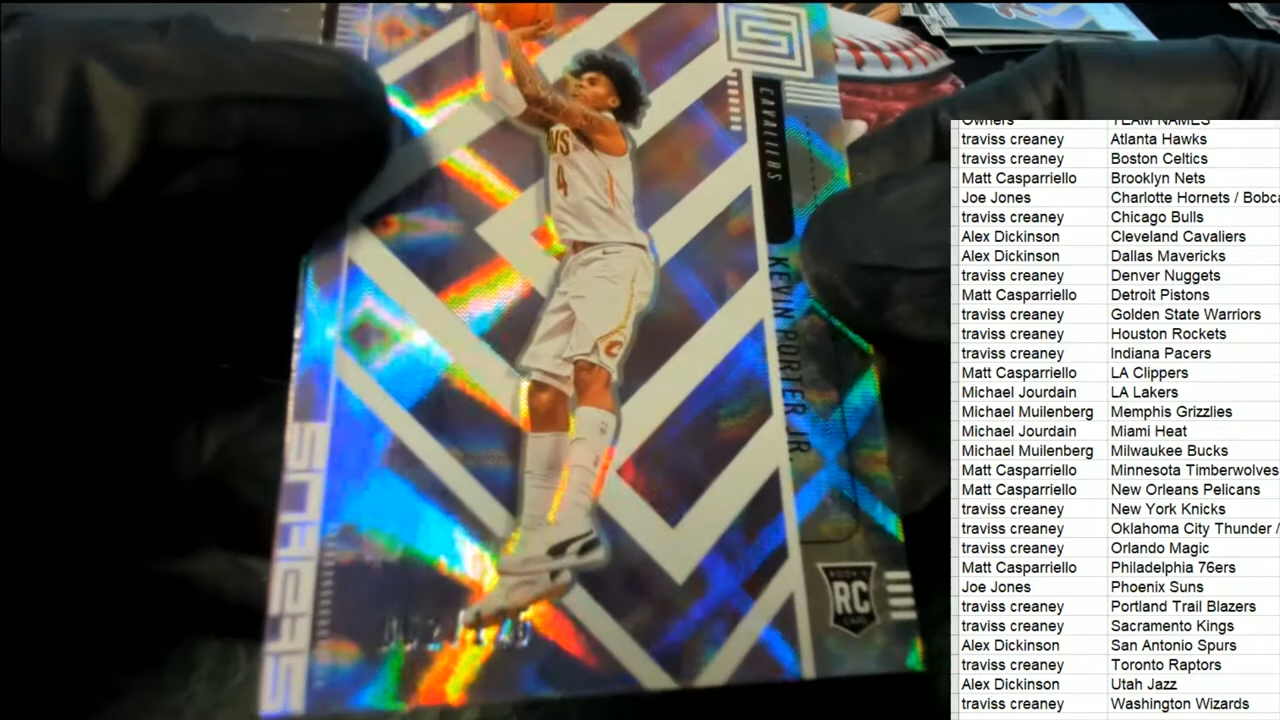 CAVALIERS
KEVIN PORTER JR.
4
STATUS
ROOKIE
RC
CARD
Owners TEAM NAMES
traviss creaney Atlanta Hawks
traviss creaney Boston Celtics
Matt Casparriello Brooklyn Nets
Joe Jones Charlotte Hornets / Bobca
traviss creaney Chicago Bulls
Alex Dickinson Cleveland Cavaliers
Alex Dickinson Dallas Mavericks
traviss creaney Denver Nuggets
Matt Casparriello Detroit Pistons
traviss creaney Golden State Warriors
traviss creaney Houston Rockets
traviss creaney Indiana Pacers
Matt Casparriello LA Clippers
Michael Jourdain LA Lakers
Michael Muilenberg Memphis Grizzlies
Michael Jourdain Miami Heat
Michael Muilenberg Milwaukee Bucks
Matt Casparriello Minnesota Timberwolves
Matt Casparriello New Orleans Pelicans
traviss creaney New York Knicks
traviss creaney Oklahoma City Thunder /
traviss creaney Orlando Magic
Matt Casparriello Philadelphia 76ers
Joe Jones Phoenix Suns
traviss creaney Portland Trail Blazers
traviss creaney Sacramento Kings
Alex Dickinson San Antonio Spurs
traviss creaney Toronto Raptors
Alex Dickinson Utah Jazz
traviss creaney Washington Wizards